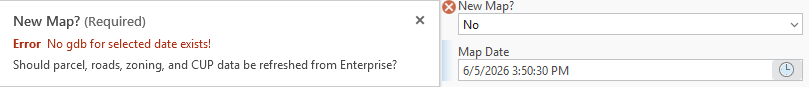 New Map? (Required)
Error No gdb for selected date exists!
Should parcel, roads, zoning, and CUP data be refreshed from Enterprise?
New Map?
No
Map Date
6/5/2026 3:50:30 PM